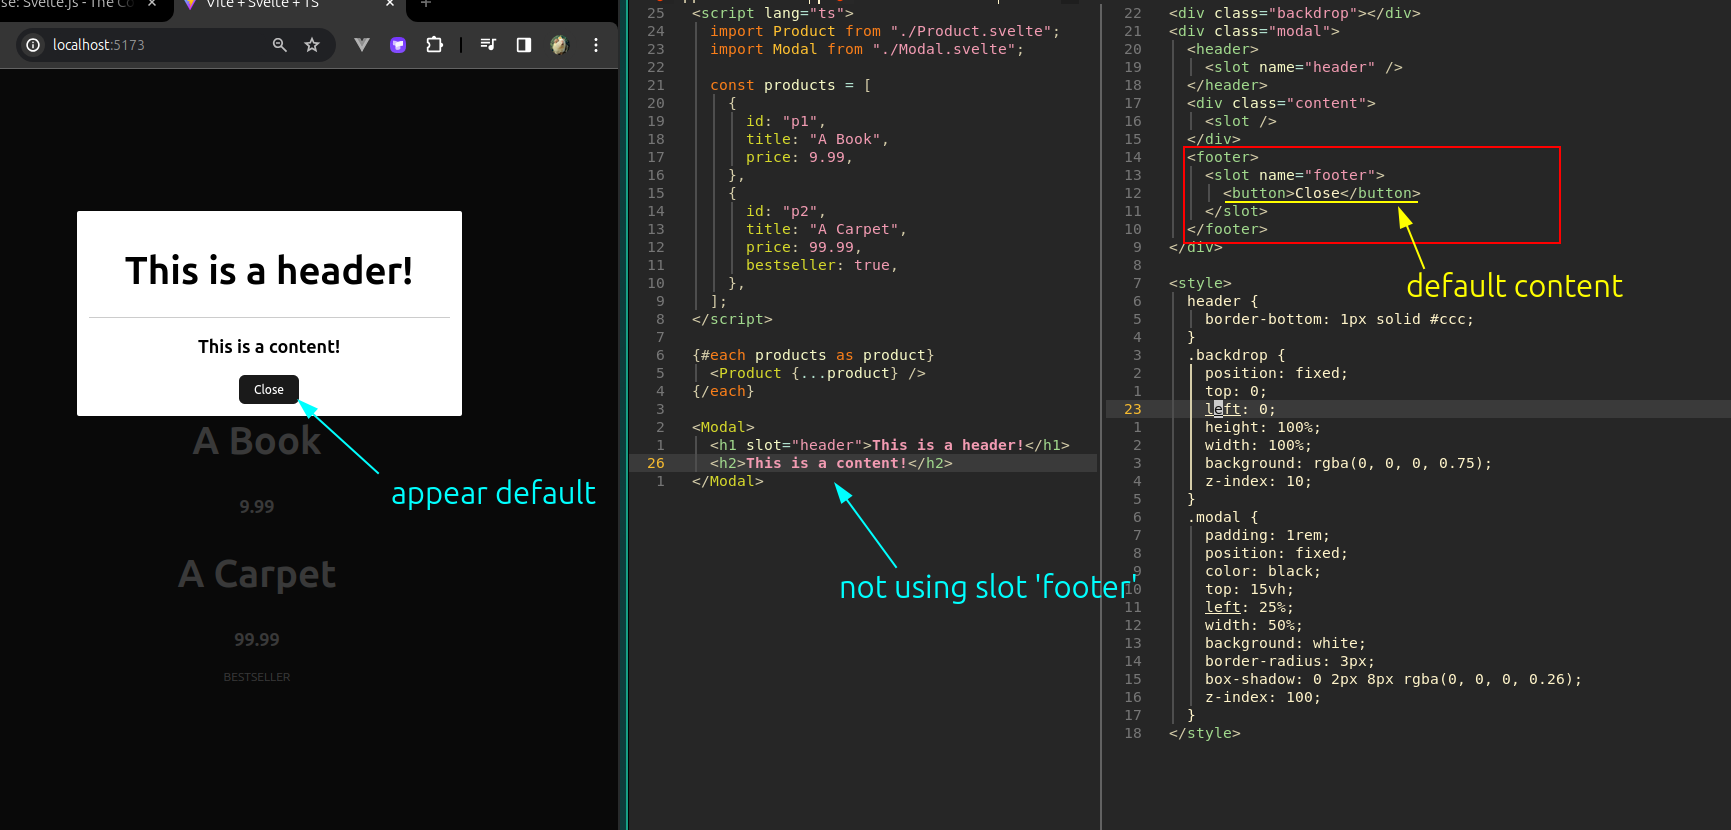 se: Svelte.js - The Co
Vite + Svelte + TS
localhost:5173
This is a header!
This is a content!
Close
A Book
9.99
A Carpet
99.99
BESTSELLER
appear default
25 <script lang="ts">
24 import Product from "./Product.svelte";
23 import Modal from "./Modal.svelte";
22
21 const products = [
20 {
19 id: "p1",
18 title: "A Book",
17 price: 9.99,
16 },
15 {
14 id: "p2",
13 title: "A Carpet",
12 price: 99.99,
11 bestseller: true,
10 },
9 ];
8 </script>
7
6 {#each products as product}
5 <Product {...product} />
4 {/each}
3
2 <Modal>
1 <h1 slot="header">This is a header!</h1>
26 <h2>This is a content!</h2>
1 </Modal>
not using slot 'footer'
22 <div class="backdrop"></div>
21 <div class="modal">
20 <header>
19 <slot name="header" />
18 </header>
17 <div class="content">
16 <slot />
15 </div>
14 <footer>
13 <slot name="footer">
12 <button>Close</button>
11 </slot>
10 </footer>
9 </div>
8
default content
7 <style>
6 header {
5 border-bottom: 1px solid #ccc;
4 }
3 .backdrop {
2 position: fixed;
1 top: 0;
23 left: 0;
1 height: 100%;
2 width: 100%;
3 background: rgba(0, 0, 0, 0.75);
4 z-index: 10;
5 }
6 .modal {
7 padding: 1rem;
8 position: fixed;
9 color: black;
10 top: 15vh;
11 left: 25%;
12 width: 50%;
13 background: white;
14 border-radius: 3px;
15 box-shadow: 0 2px 8px rgba(0, 0, 0, 0.26);
16 z-index: 100;
17 }
18 </style>